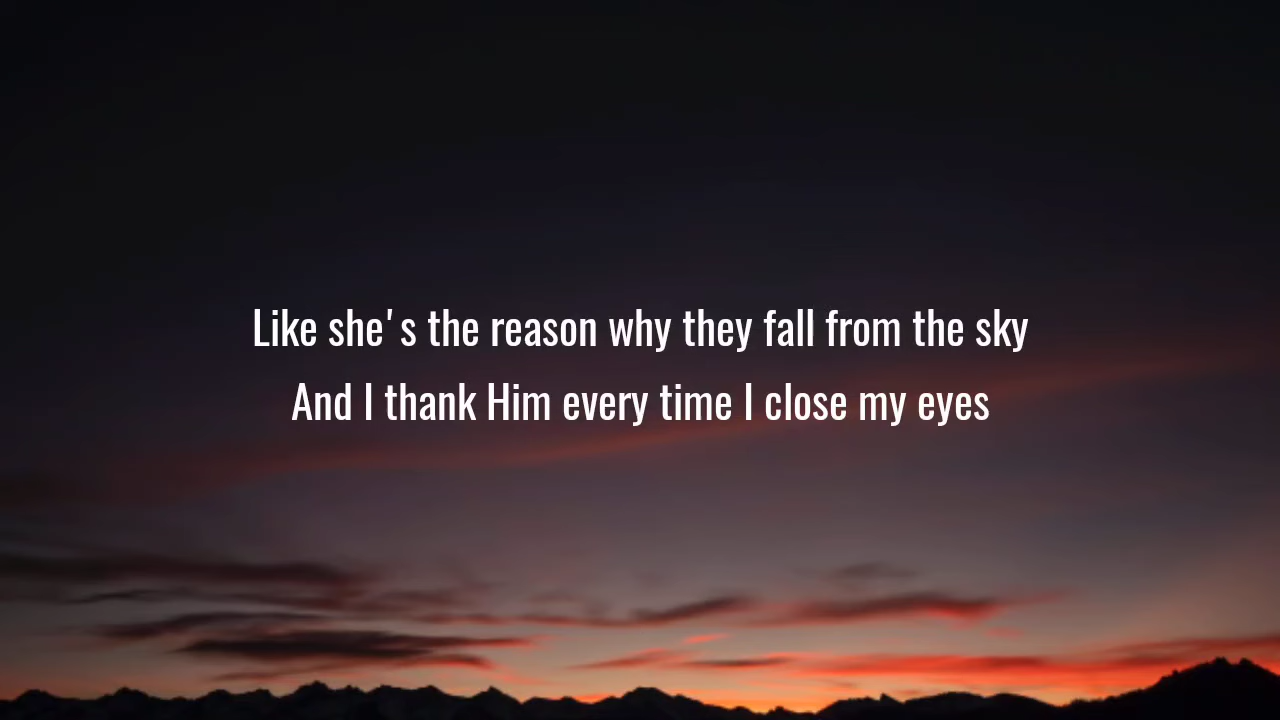 Like she's the reason why they fall from the sky
And I thank Him every time I close my eyes